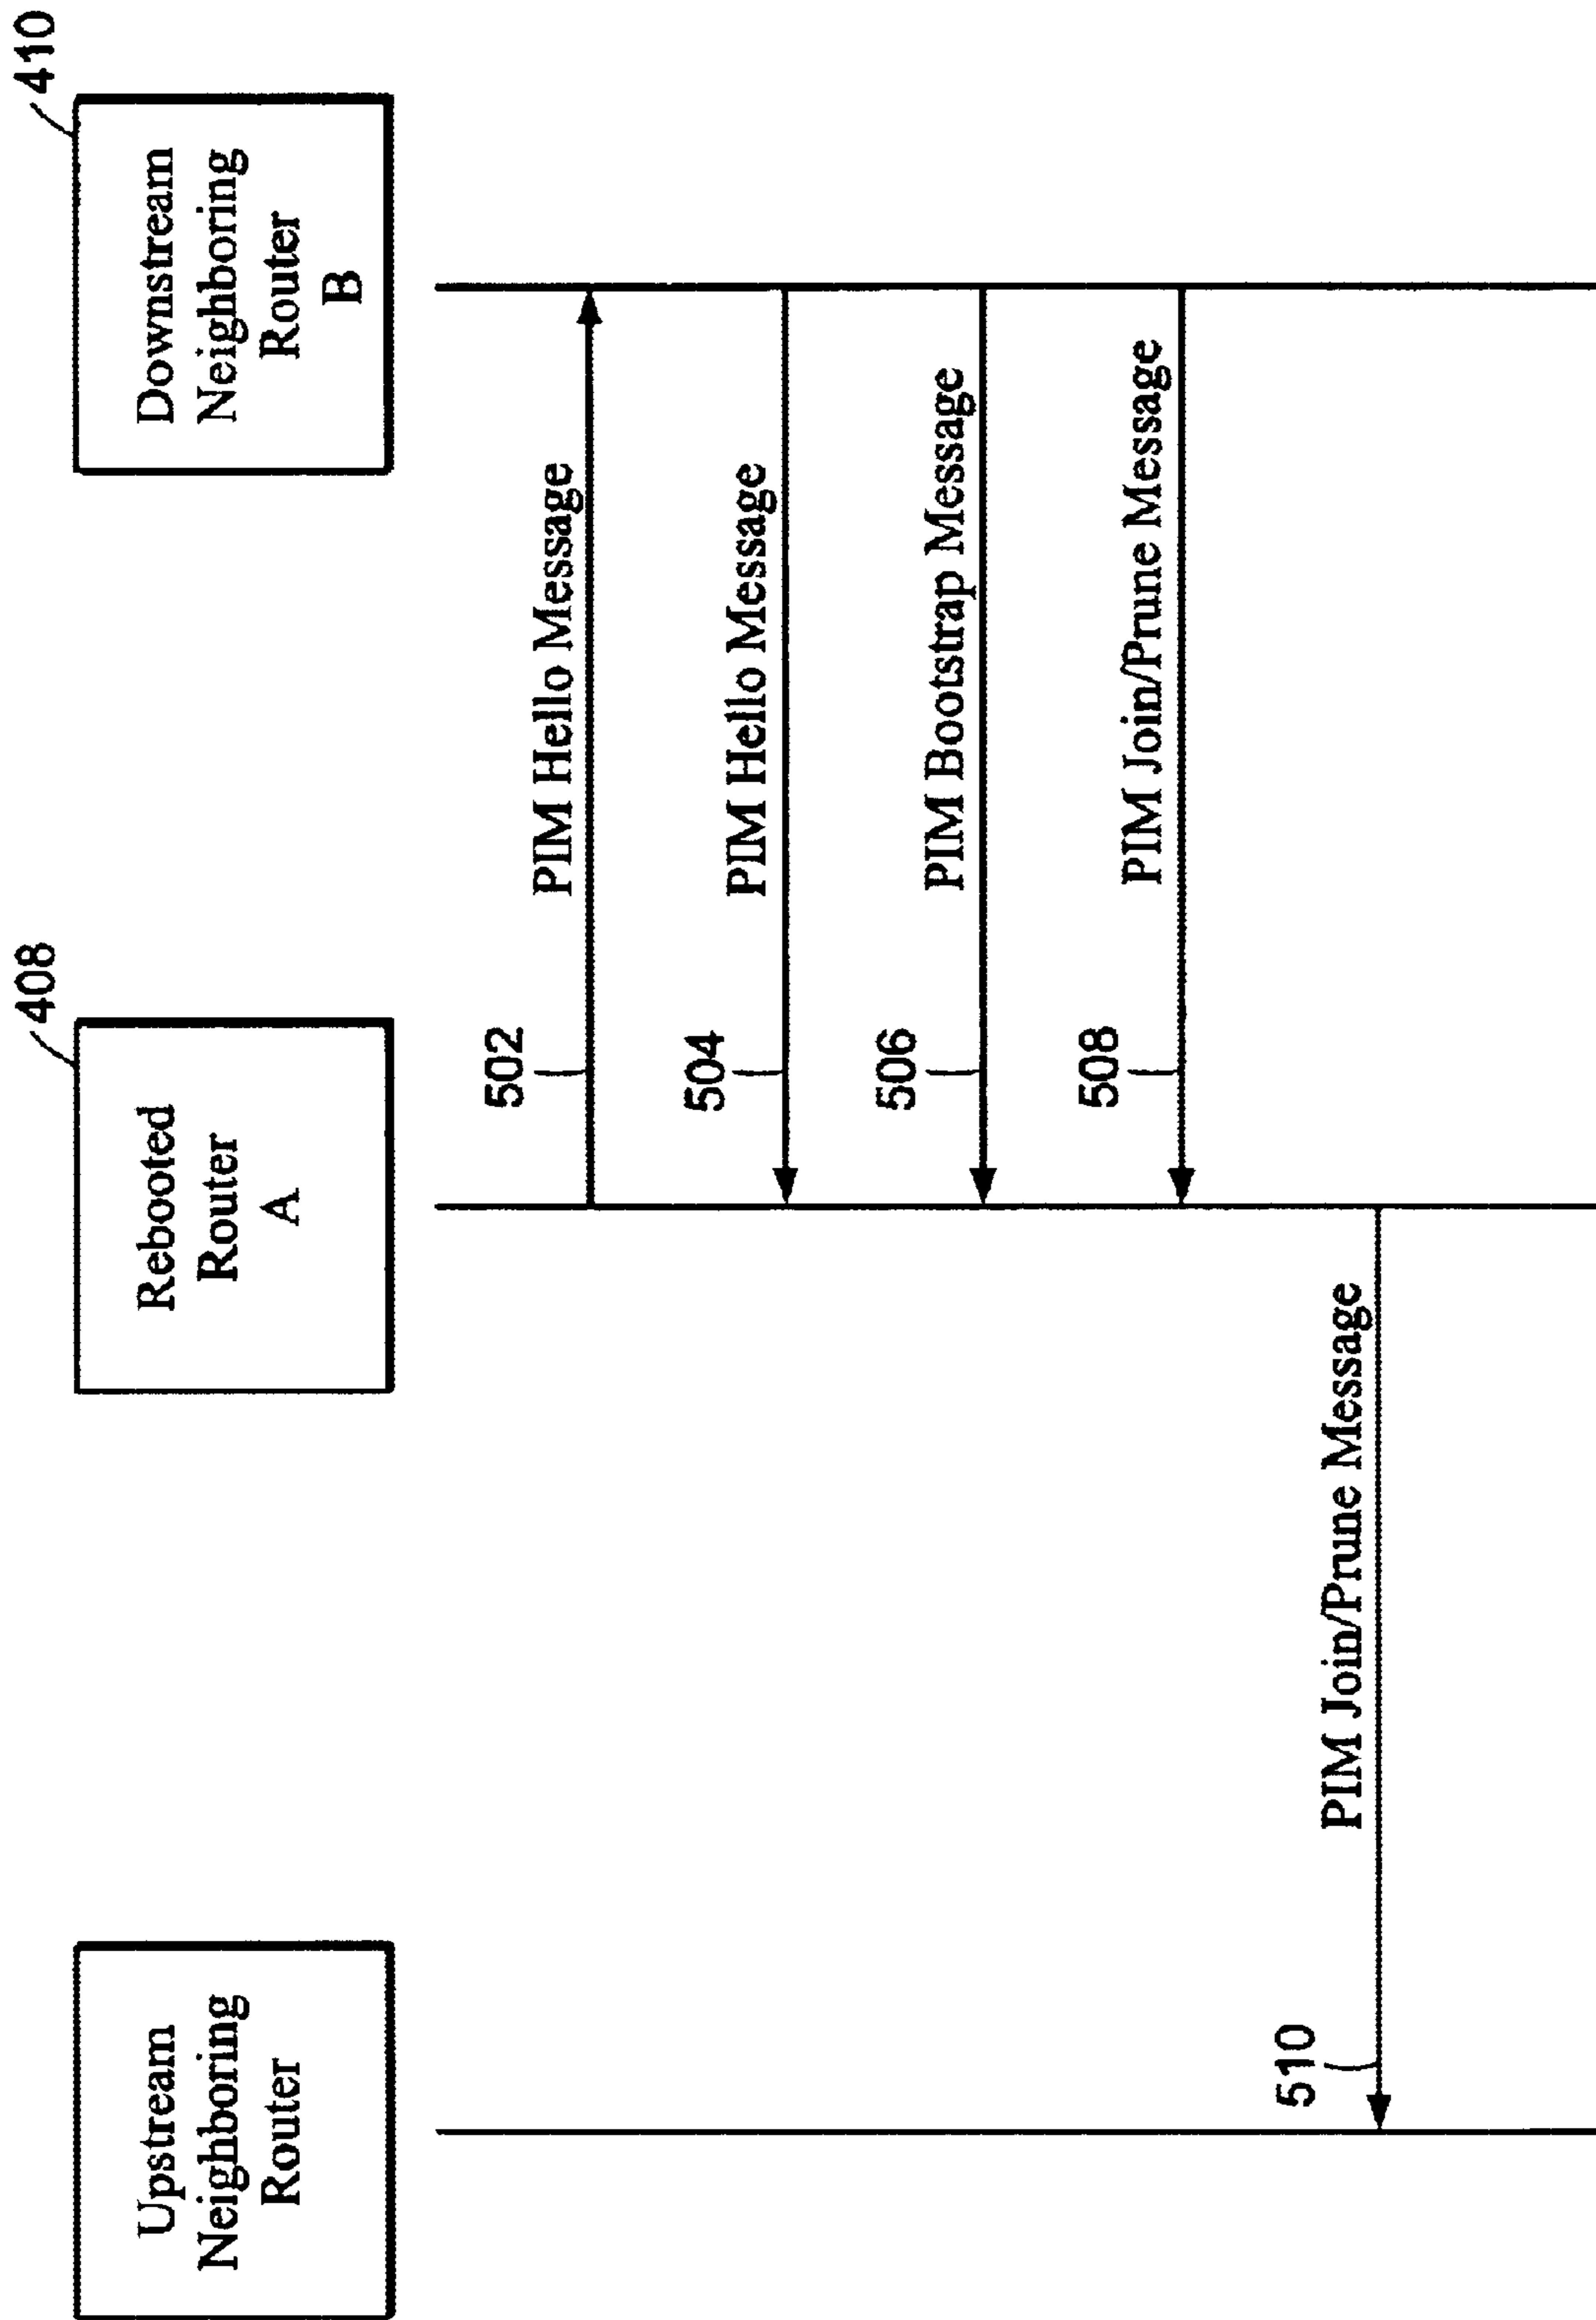 Upstream
Neighboring
Router
408
Rebooted
Router
A
410
Downstream
Neighboring
Router
B
502
PIM Hello Message
504
PIM Hello Message
506
PIM Bootstrap Message
508
PIM Join/Prune Message
510
PIM Join/Prune Message